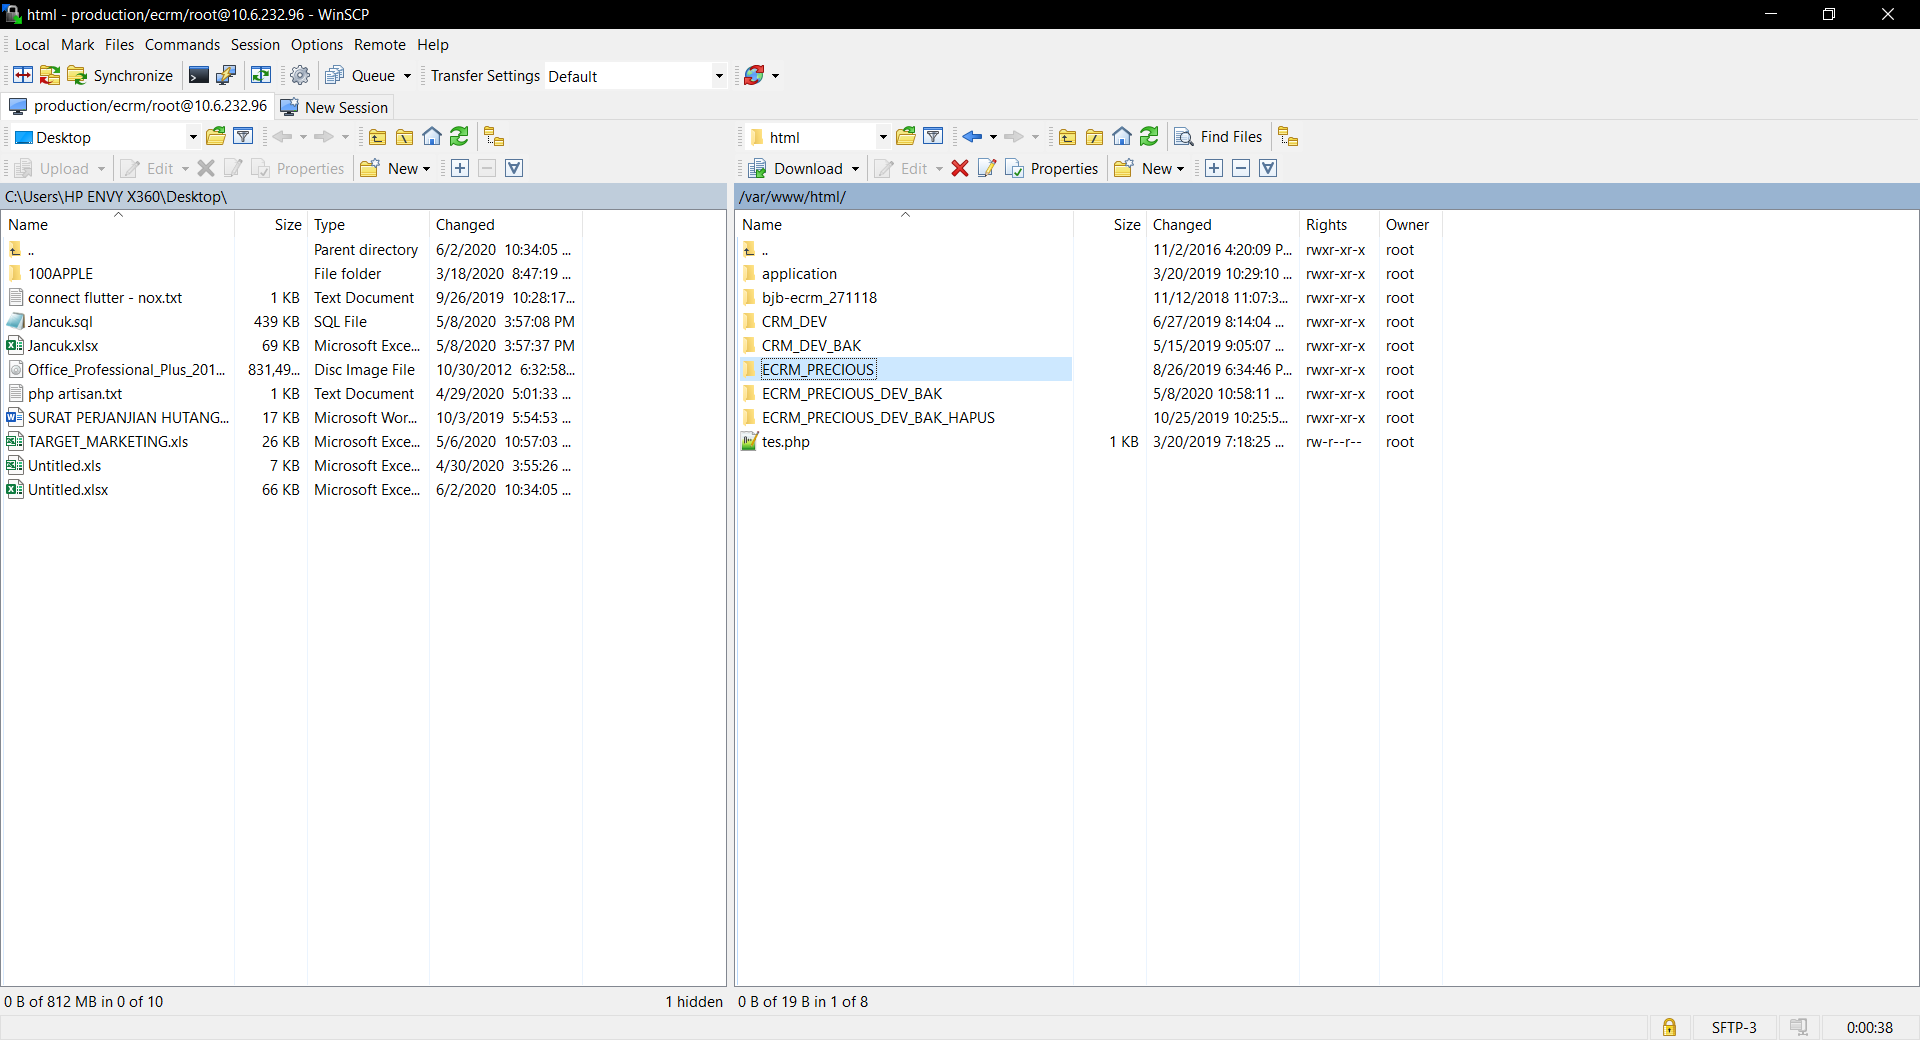 html - production/ecrm/root@10.6.232.96 - WinSCP
Local Mark Files Commands Session Options Remote Help
Synchronize Queue Transfer Settings Default
production/ecrm/root@10.6.232.96 New Session
Desktop html Find Files
Upload Edit Properties New Download Edit Properties New
C:\Users\HP ENVY X360\Desktop\ /var/www/html/
Name Size Type Changed
.. Parent directory 6/2/2020 10:34:05 ...
100APPLE File folder 3/18/2020 8:47:19 ...
connect flutter - nox.txt 1 KB Text Document 9/26/2019 10:28:17...
Jancuk.sql 439 KB SQL File 5/8/2020 3:57:08 PM
Jancuk.xlsx 69 KB Microsoft Exce... 5/8/2020 3:57:37 PM
Office_Professional_Plus_201... 831,49... Disc Image File 10/30/2012 6:32:58...
php artisan.txt 1 KB Text Document 4/29/2020 5:01:33 ...
SURAT PERJANJIAN HUTANG... 17 KB Microsoft Wor... 10/3/2019 5:54:53 ...
TARGET_MARKETING.xls 26 KB Microsoft Exce... 5/6/2020 10:57:03 ...
Untitled.xls 7 KB Microsoft Exce... 4/30/2020 3:55:26 ...
Untitled.xlsx 66 KB Microsoft Exce... 6/2/2020 10:34:05 ...
Name Size Changed Rights Owner
.. 11/2/2016 4:20:09 P... rwxr-xr-x root
application 3/20/2019 10:29:10 ... rwxr-xr-x root
bjb-ecrm_271118 11/12/2018 11:07:3... rwxr-xr-x root
CRM_DEV 6/27/2019 8:14:04 ... rwxr-xr-x root
CRM_DEV_BAK 5/15/2019 9:05:07 ... rwxr-xr-x root
ECRM_PRECIOUS 8/26/2019 6:34:46 P... rwxr-xr-x root
ECRM_PRECIOUS_DEV_BAK 5/8/2020 10:58:11 ... rwxr-xr-x root
ECRM_PRECIOUS_DEV_BAK_HAPUS 10/25/2019 10:25:5... rwxr-xr-x root
tes.php 1 KB 3/20/2019 7:18:25 ... rw-r--r-- root
0 B of 812 MB in 0 of 10 1 hidden 0 B of 19 B in 1 of 8
SFTP-3 0:00:38